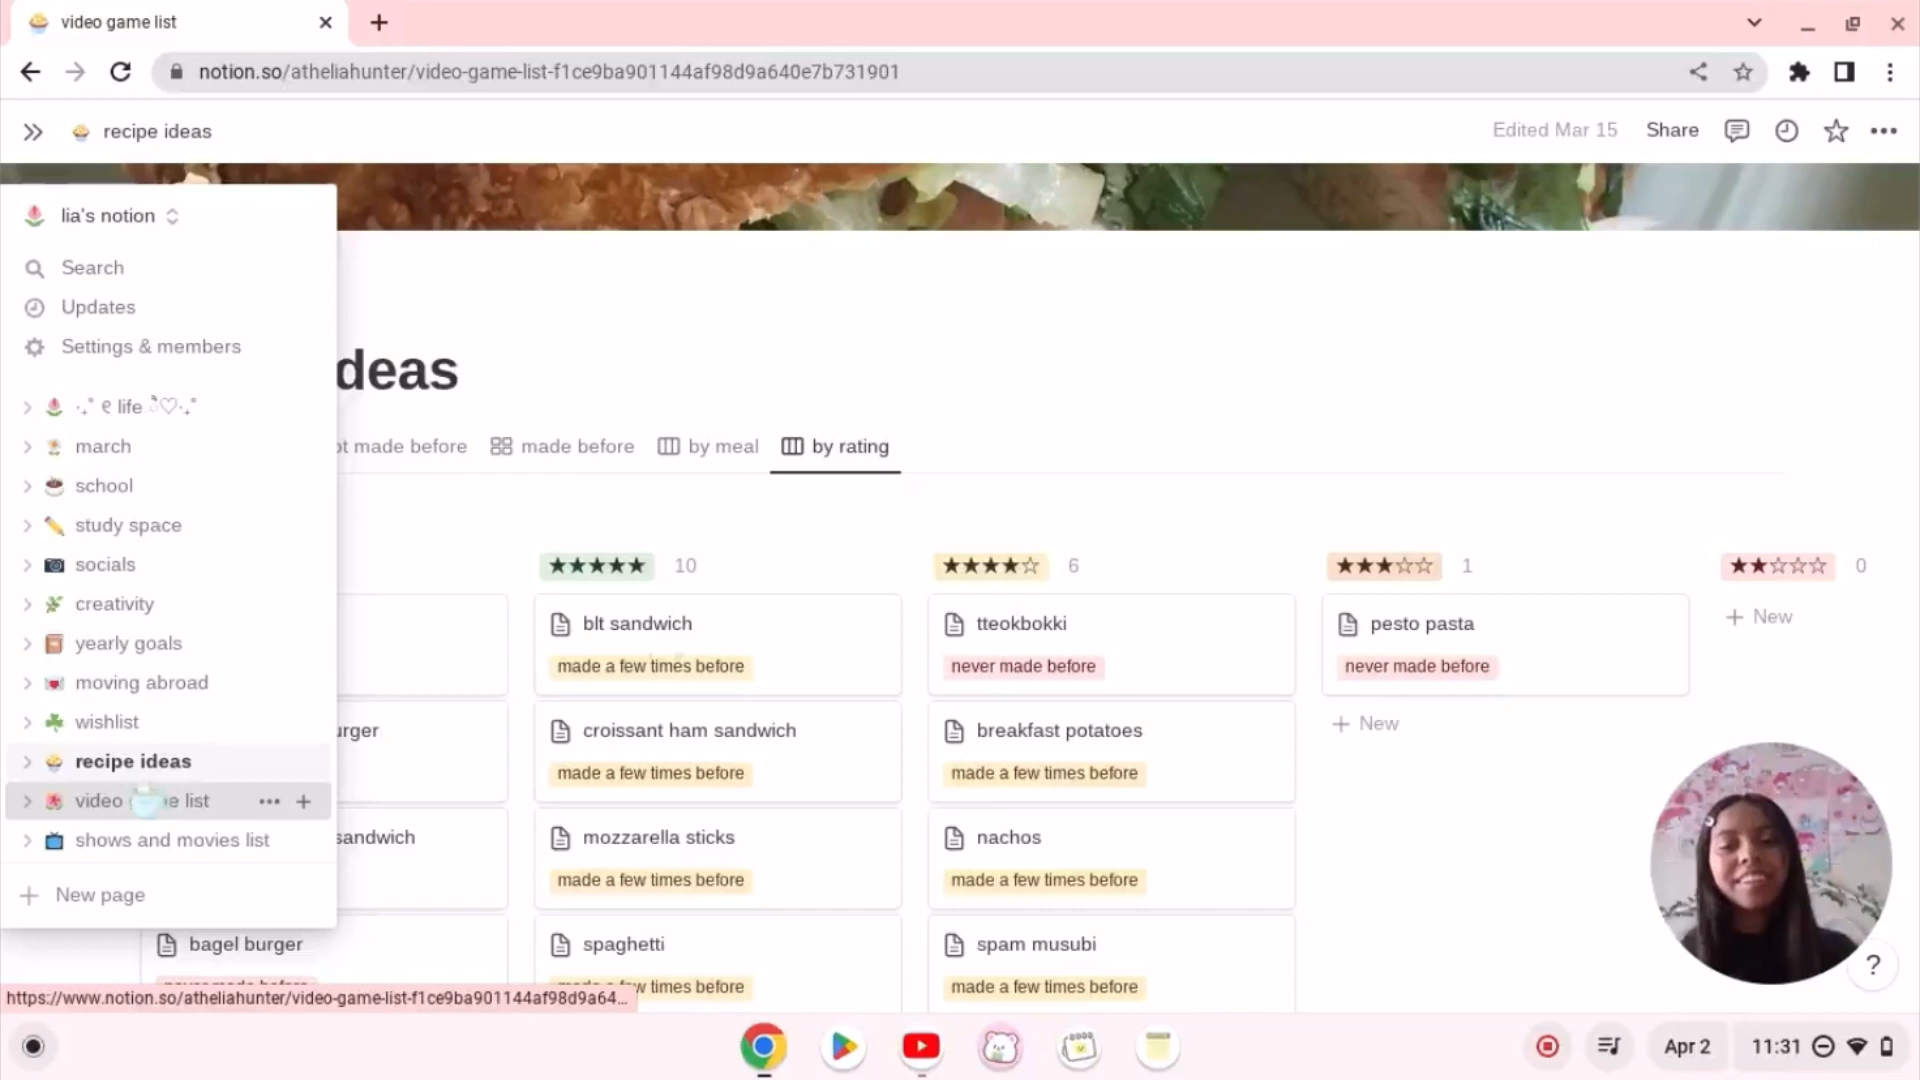 video game list
notion.so/atheliahunter/video-game-list-f1ce9ba901144af98d9a640e7b731901
recipe ideas
Edited Mar 15
Share
lia's notion
Search
Updates
Settings & members
life
march
school
study space
socials
creativity
yearly goals
moving abroad
wishlist
recipe ideas
video list
shows and movies list
New page
deas
ot made before
made before
by meal
by rating
urger
sandwich
bagel burger
★★★★★ 10
blt sandwich
made a few times before
croissant ham sandwich
made a few times before
mozzarella sticks
made a few times before
spaghetti
made a few times before
★★★★☆ 6
tteokbokki
never made before
breakfast potatoes
made a few times before
nachos
made a few times before
spam musubi
made a few times before
★★★☆☆ 1
pesto pasta
never made before
+ New
★★☆☆☆ 0
+ New
?
https://www.notion.so/atheliahunter/video-game-list-f1ce9ba901144af98d9a64...
Apr 2
11:31